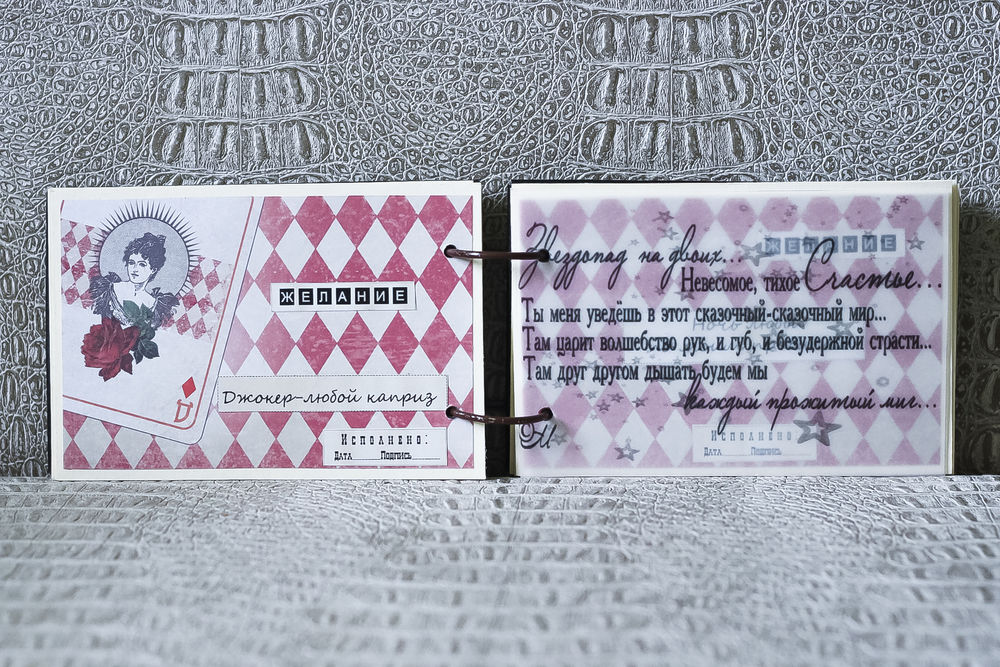 ЖЕЛАНИЕ
Джокер-любой каприз
Исполнено:
Дата Подпись
Д
Звездопад на двоих...
ЖЕЛАНИЕ
Невесомое, тихое Счастье...
Ты меня уведёшь в этот сказочный-сказочный мир...
Ночь любви
Там царит волшебство рук, и губ, и безудержной страсти...
Там друг другом дышать будем мы
каждый прожитый миг...
Исполнено
Дата Подпись